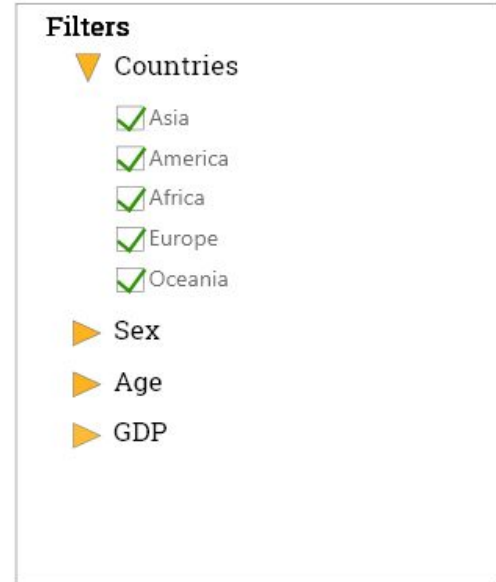 Filters
Countries
Asia
America
Africa
Europe
Oceania
Sex
Age
GDP